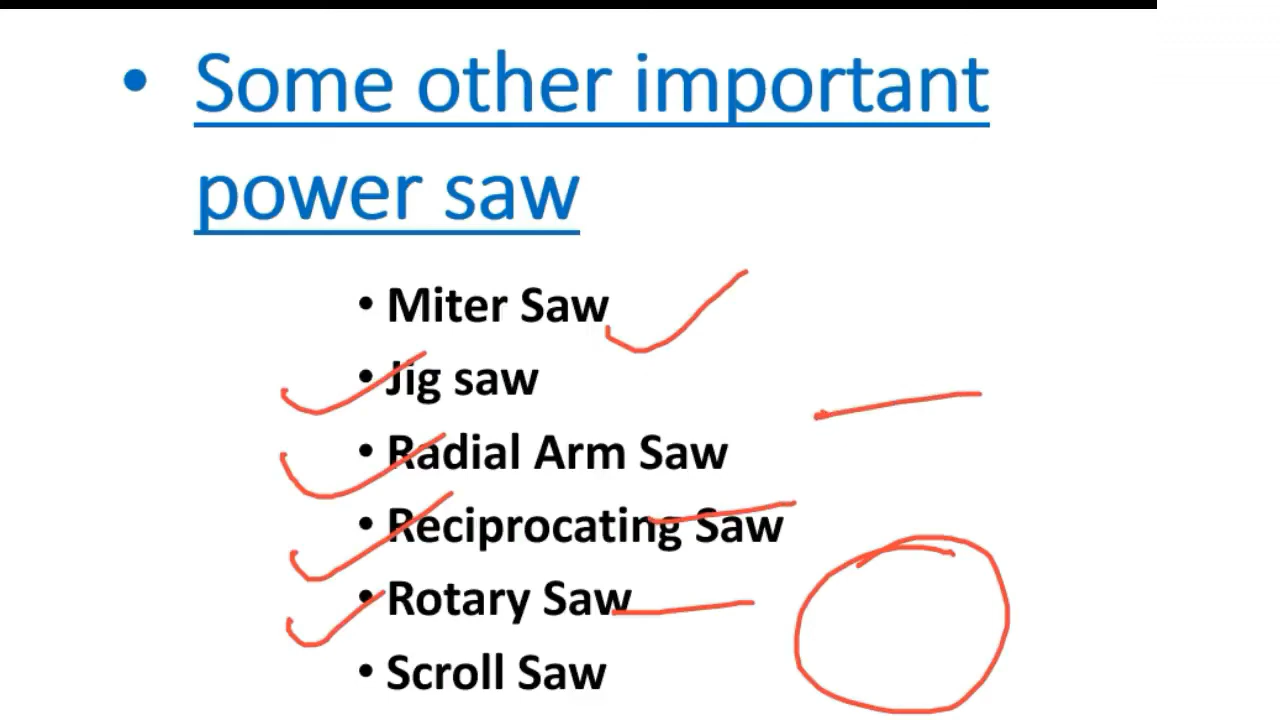 • Some other important
power saw
• Miter Saw
• Jig saw
• Radial Arm Saw
• Reciprocating Saw
• Rotary Saw
• Scroll Saw